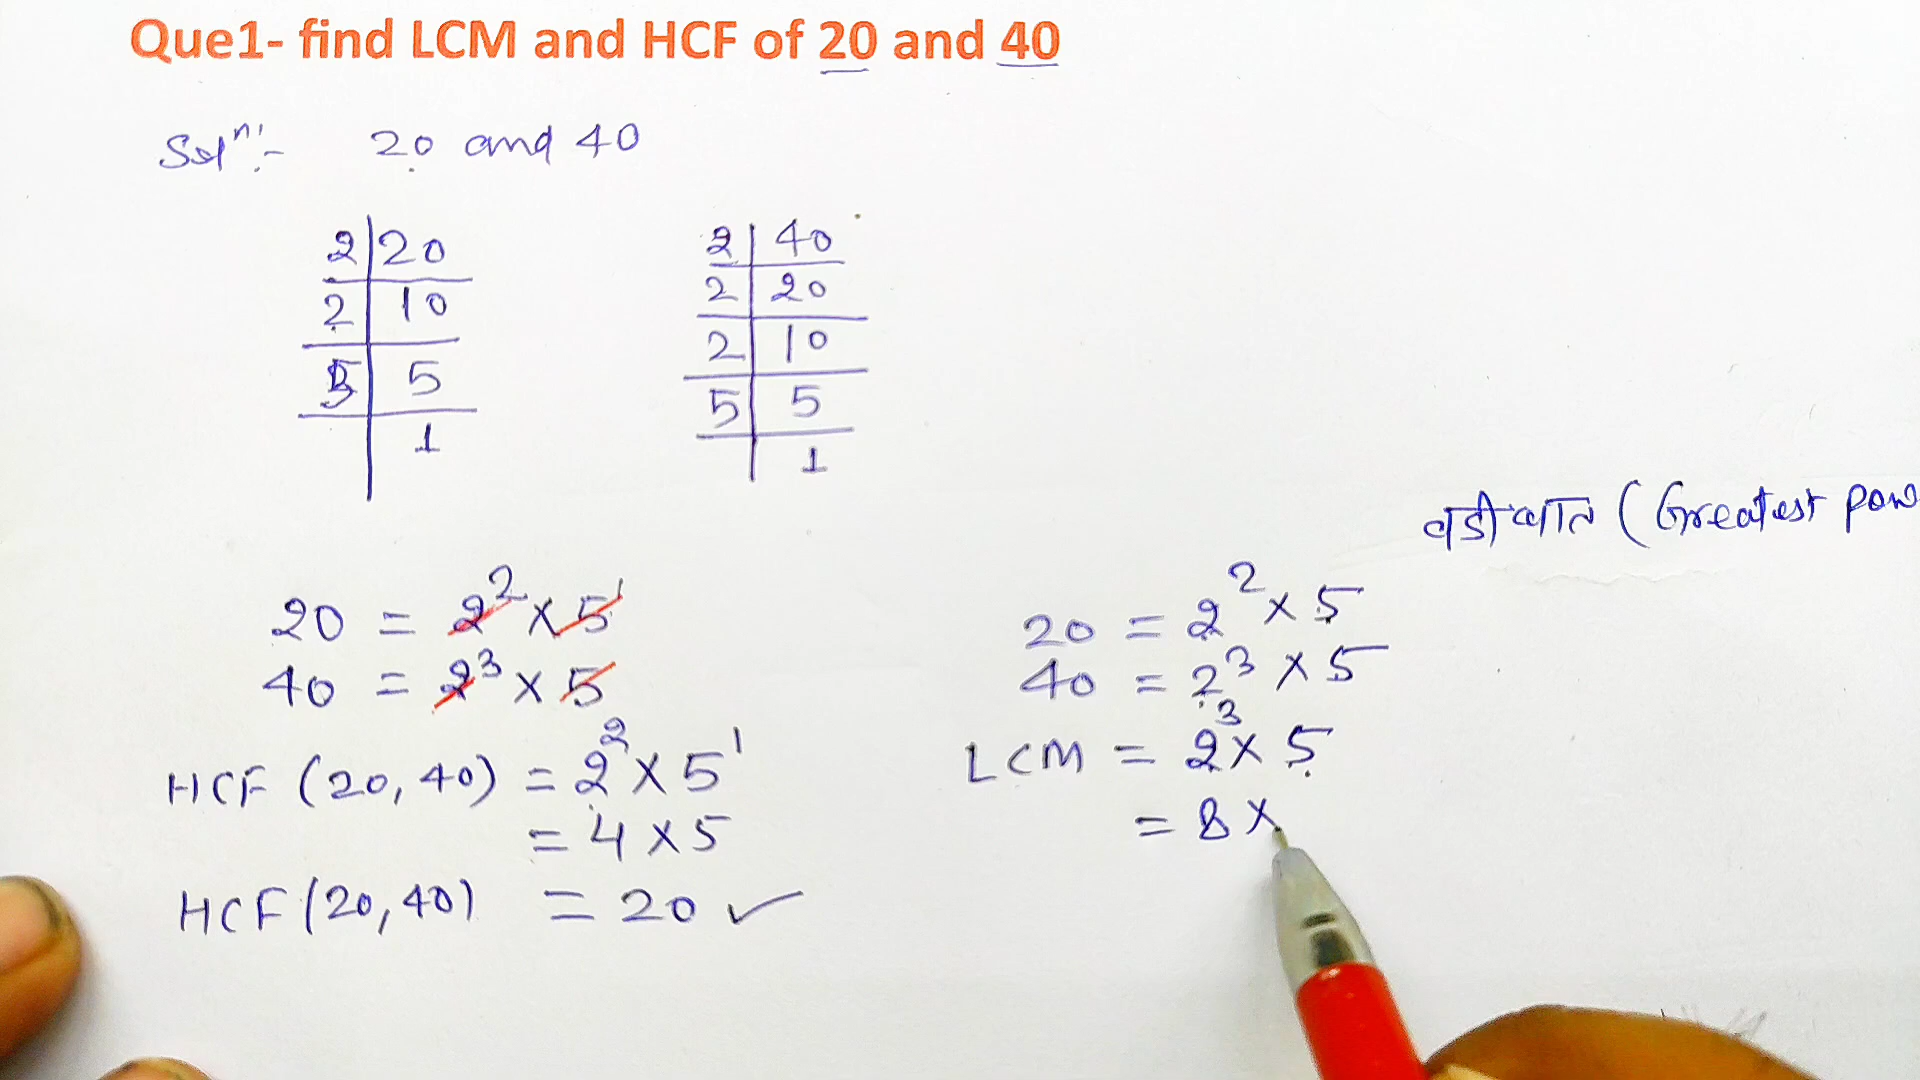 Que1- find LCM and HCF of 20 and 40
Solⁿ:- 20 and 40
2 | 20
2 | 10
5 | 5
1
2 | 40
2 | 20
2 | 10
5 | 5
1
20 = 2² × 5¹
40 = 2³ × 5
HCF (20, 40) = 2² × 5¹
= 4 × 5
HCF (20, 40) = 20 ✓
(Greatest pow
20 = 2² × 5
40 = 2³ × 5
LCM = 2³ × 5
= 8 ×